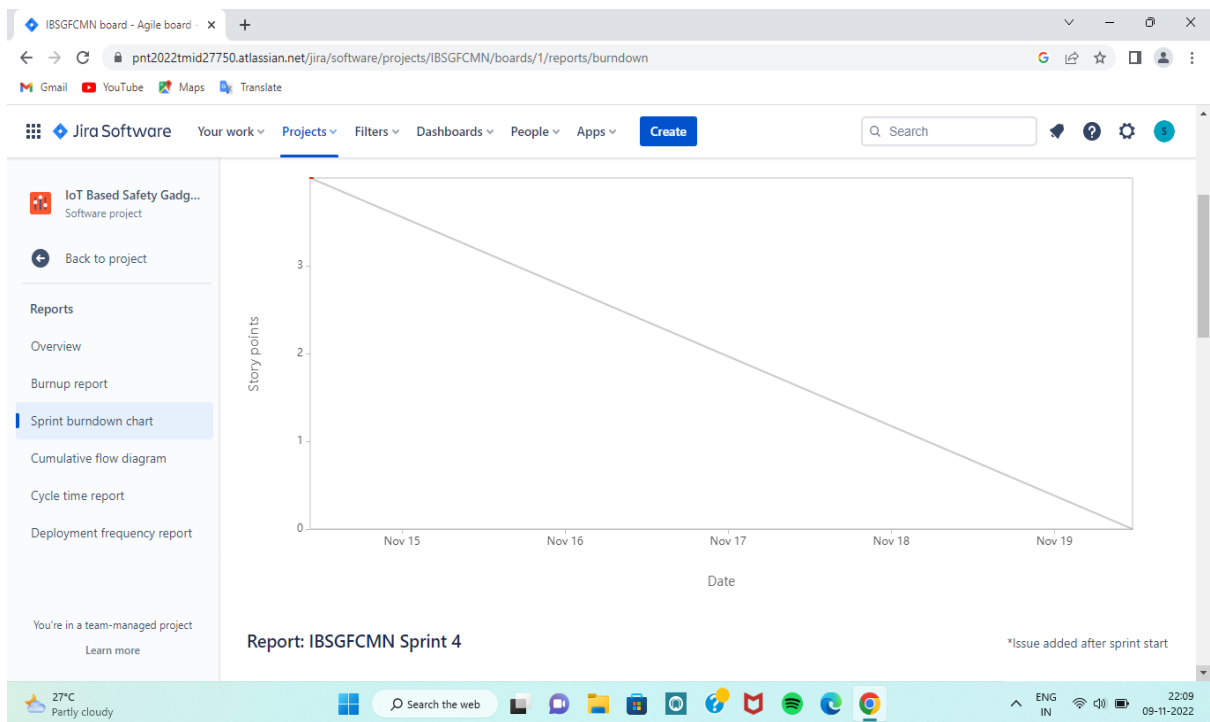 IBSGFCMN board - Agile board -
pnt2022tmid27750.atlassian.net/jira/software/projects/IBSGFCMN/boards/1/reports/burndown
Gmail YouTube Maps Translate
Jira Software Your work Projects Filters Dashboards People Apps Create Search S
IoT Based Safety Gadg...
Software project
Back to project
Reports
Overview
Burnup report
Sprint burndown chart
Cumulative flow diagram
Cycle time report
Deployment frequency report
You're in a team-managed project
Learn more
Story points
3
2
1
0
Nov 15 Nov 16 Nov 17 Nov 18 Nov 19
Date
Report: IBSGFCMN Sprint 4
*Issue added after sprint start
27°C
Partly cloudy
Search the web
ENG
IN
22:09
09-11-2022